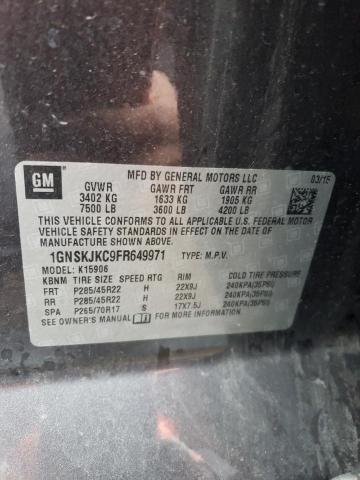 GM
MFD BY GENERAL MOTORS LLC
03/15
GVWR GAWR FRT GAWR RR
3402 KG 1633 KG 1905 KG
7500 LB 3600 LB 4200 LB
THIS VEHICLE CONFORMS TO ALL APPLICABLE U.S. FEDERAL MOTOR
VEHICLE SAFETY STANDARDS IN EFFECT ON THE DATE OF
MANUFACTURE SHOWN ABOVE.
1GNSKJKC9FR649971 TYPE: M.P.V.
MODEL: K15906
KBNM TIRE SIZE SPEED RTG RIM COLD TIRE PRESSURE
FRT P285/45R22 H 22X9J 240KPA(35PSI)
RR P285/45R22 H 22X9J 240KPA(35PSI)
SPA P265/70R17 S 17X7.5J 240KPA(35PSI)
SEE OWNER'S MANUAL FOR MORE INFORMATION.